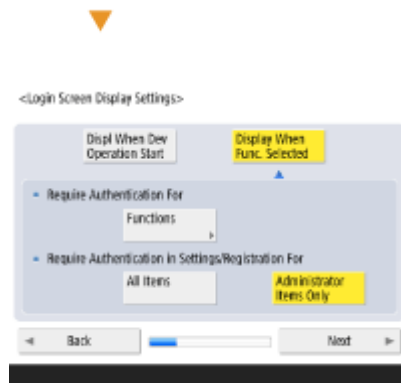 <Login Screen Display Settings>
Displ When Dev
Operation Start
Display When
Func. Selected
Require Authentication For
Functions
Require Authentication in Settings/Registration For
All Items
Administrator
Items Only
Back
Next